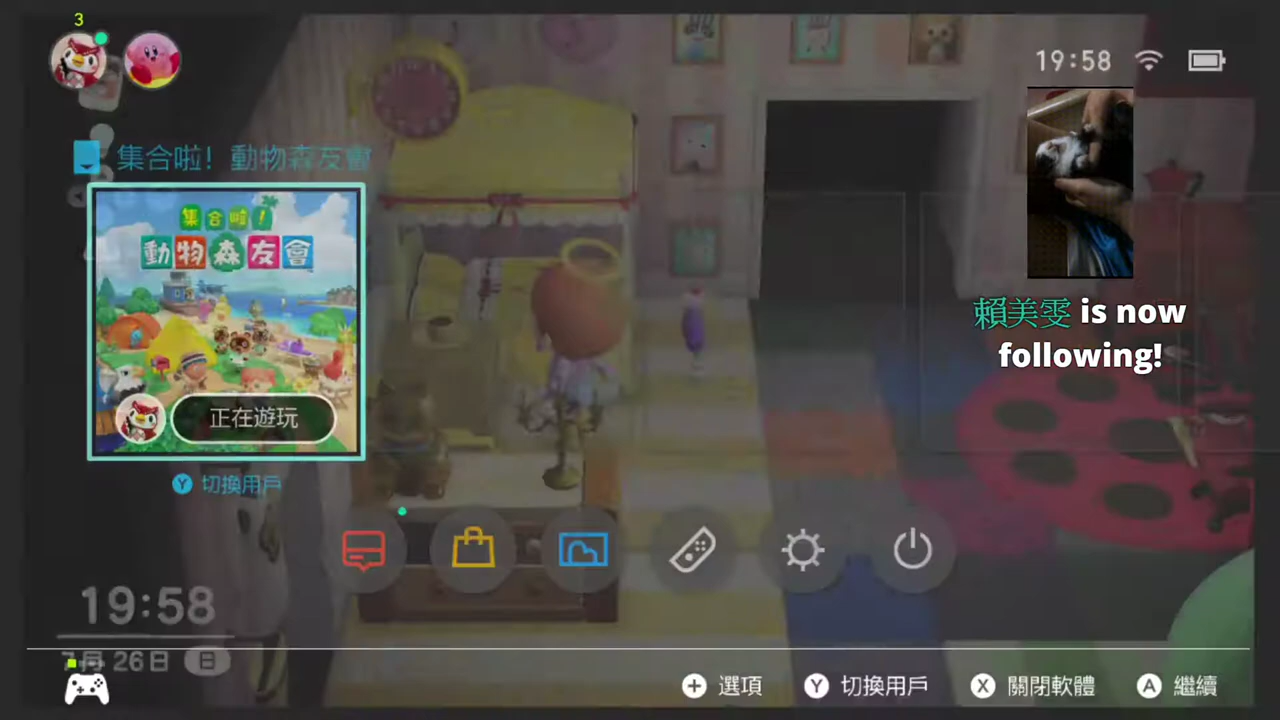 3
19:58
集合啦！動物森友會
集合啦！
動物森友會
賴美雯 is now
following!
正在遊玩
Y 切換用戶
19:58
7月 26日 日
+ 選項
Y 切換用戶
X 關閉軟體
A 繼續